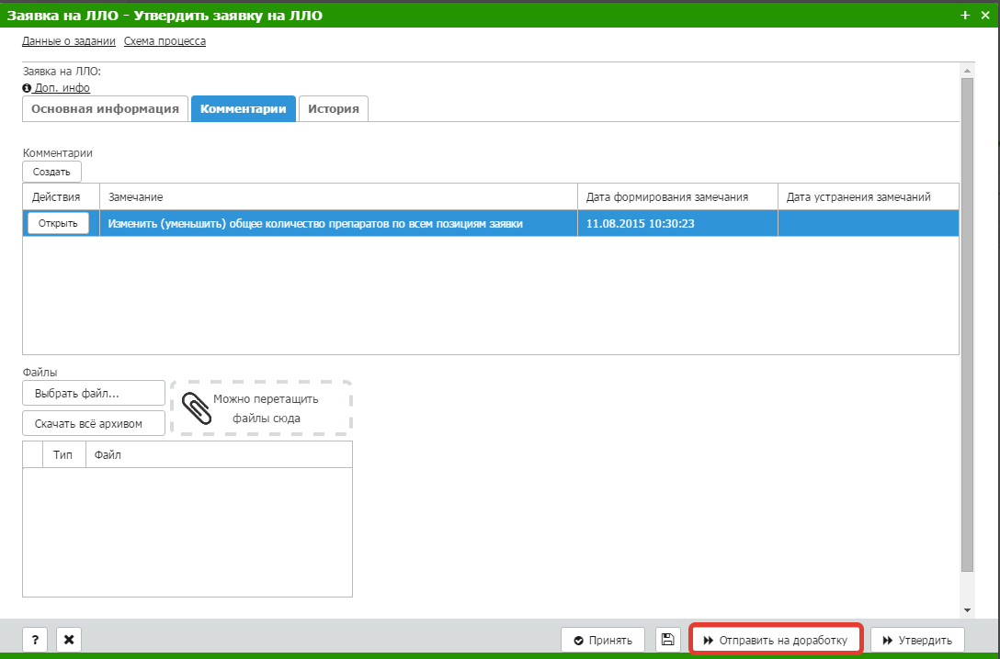 Заявка на ЛЛО - Утвердить заявку на ЛЛО
Данные о задании Схема процесса
Заявка на ЛЛО:
Доп. инфо
Основная информация Комментарии История
Комментарии
Создать
Действия Замечание Дата формирования замечания Дата устранения замечаний
Открыть Изменить (уменьшить) общее количество препаратов по всем позициям заявки 11.08.2015 10:30:23
Файлы
Выбрать файл...
Можно перетащить
файлы сюда
Скачать всё архивом
Тип Файл
? Принять Отправить на доработку Утвердить